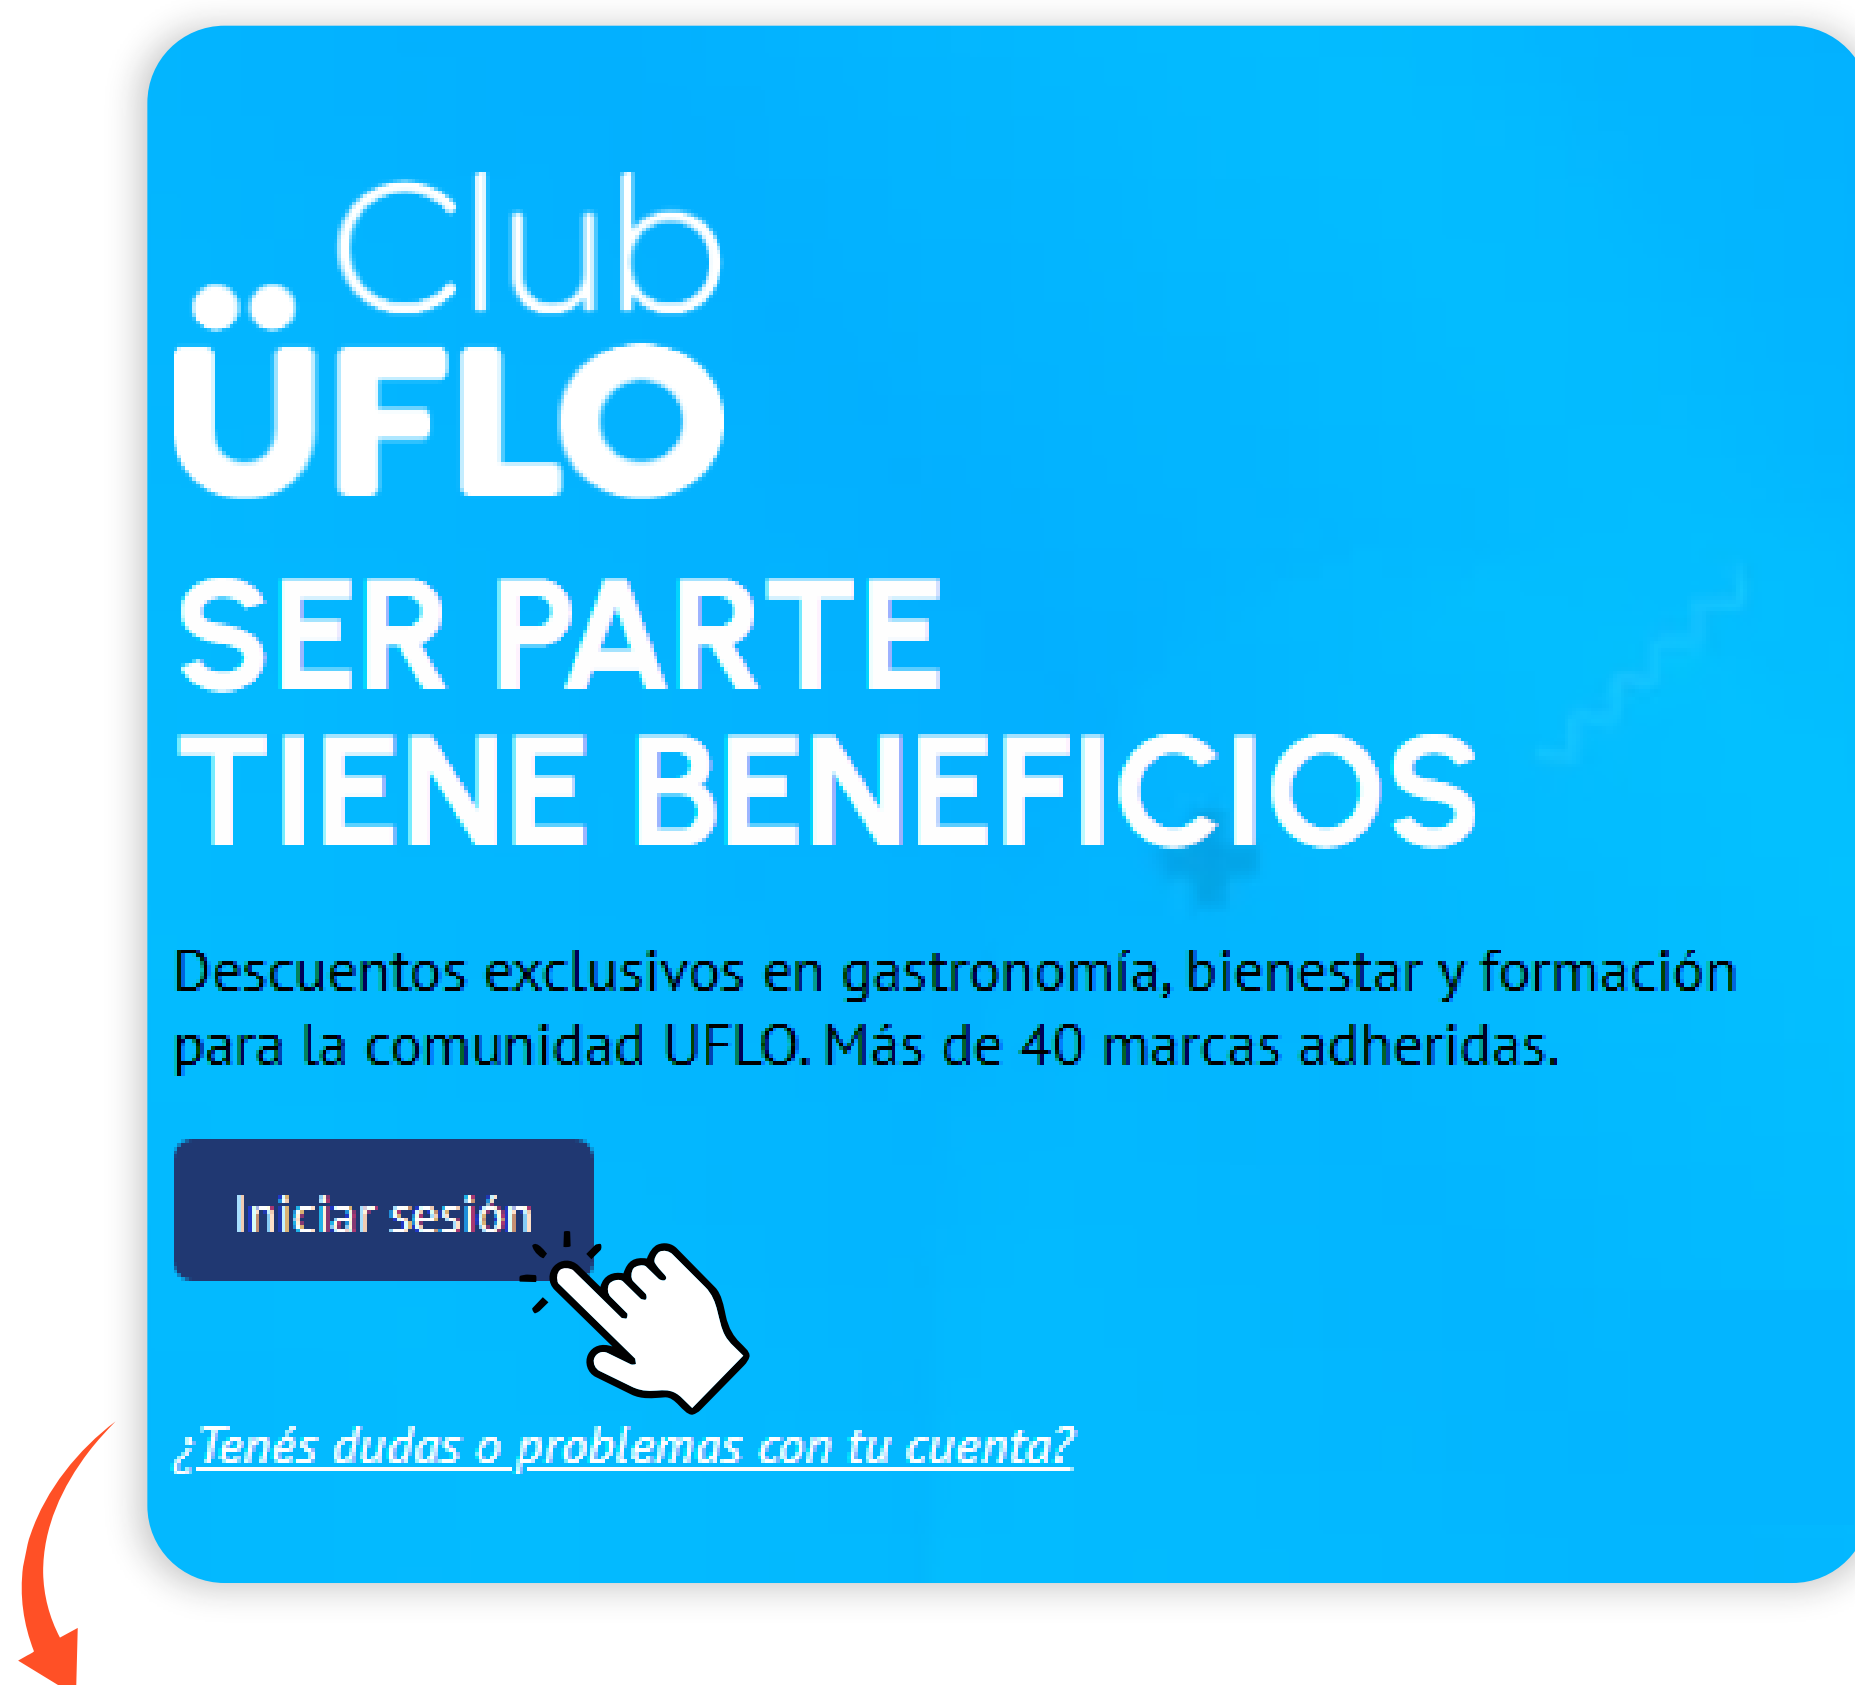 Club
ÜFLO
SER PARTE
TIENE BENEFICIOS
Descuentos exclusivos en gastronomía, bienestar y formación
para la comunidad UFLO. Más de 40 marcas adheridas.
Iniciar sesión
¿Tenés dudas o problemas con tu cuenta?